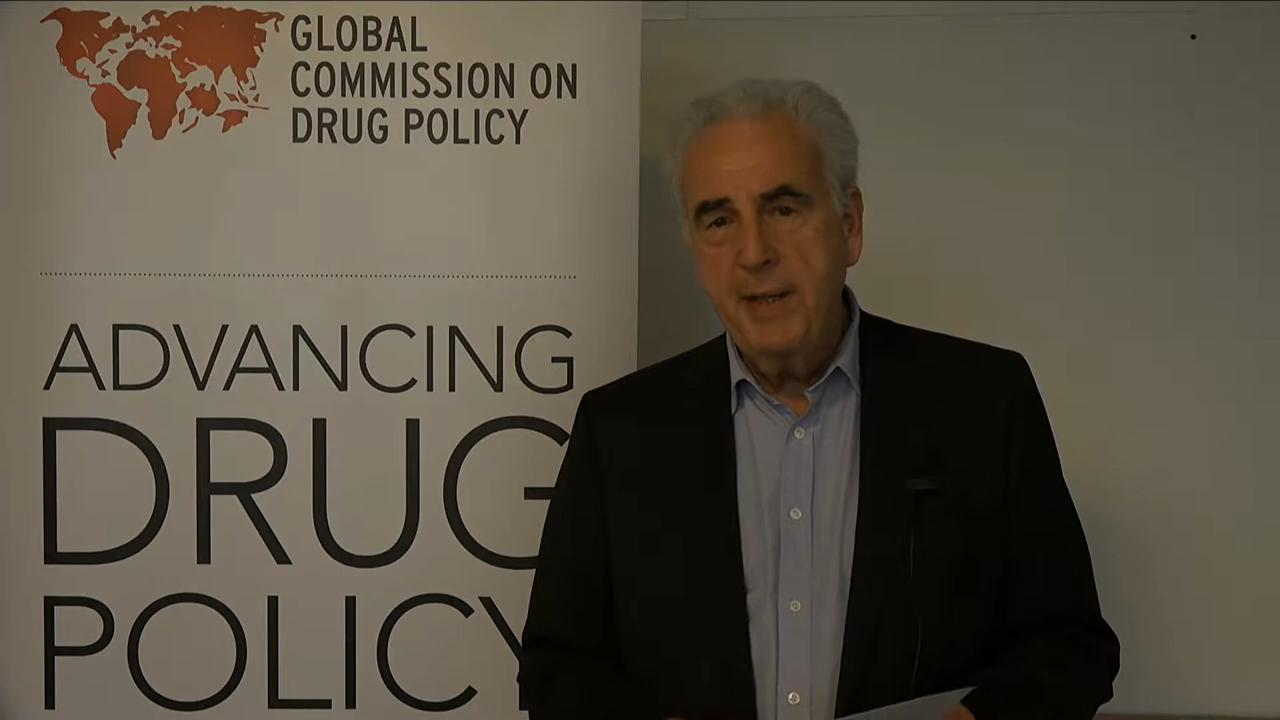 GLOBAL
COMMISSION ON
DRUG POLICY
ADVANCING
DRUG
POLICY